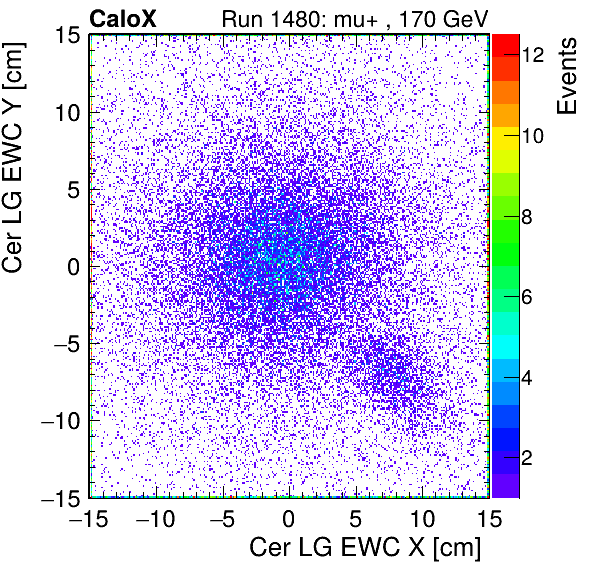 CaloX Run 1480: mu+ , 170 GeV
Cer LG EWC Y [cm]
15
10
5
0
−5
−10
−15
−15 −10 −5 0 5 10 15
Cer LG EWC X [cm]
Events
12
10
8
6
4
2